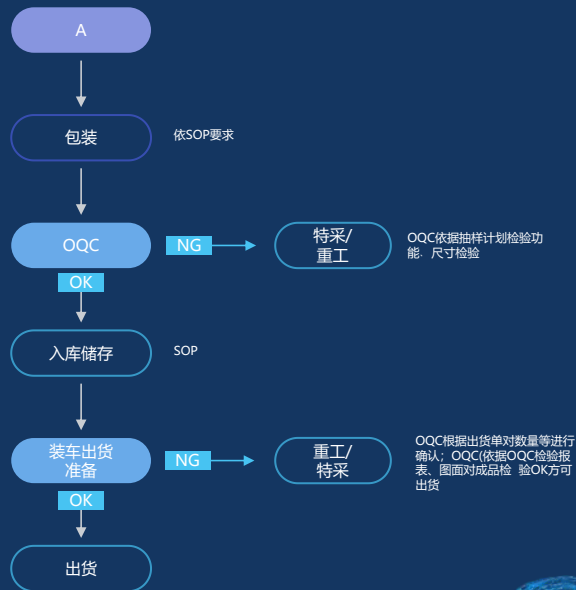 A
包装
依SOP要求
OQC
NG
特采/
重工
OQC依据抽样计划检验功
能．尺寸检验
OK
入库储存
SOP
装车出货
准备
NG
重工/
特采
OQC根据出货单对数量等进行
确认；OQC(依据OQC检验报
表、图面对成品检 验OK方可
出货
OK
出货